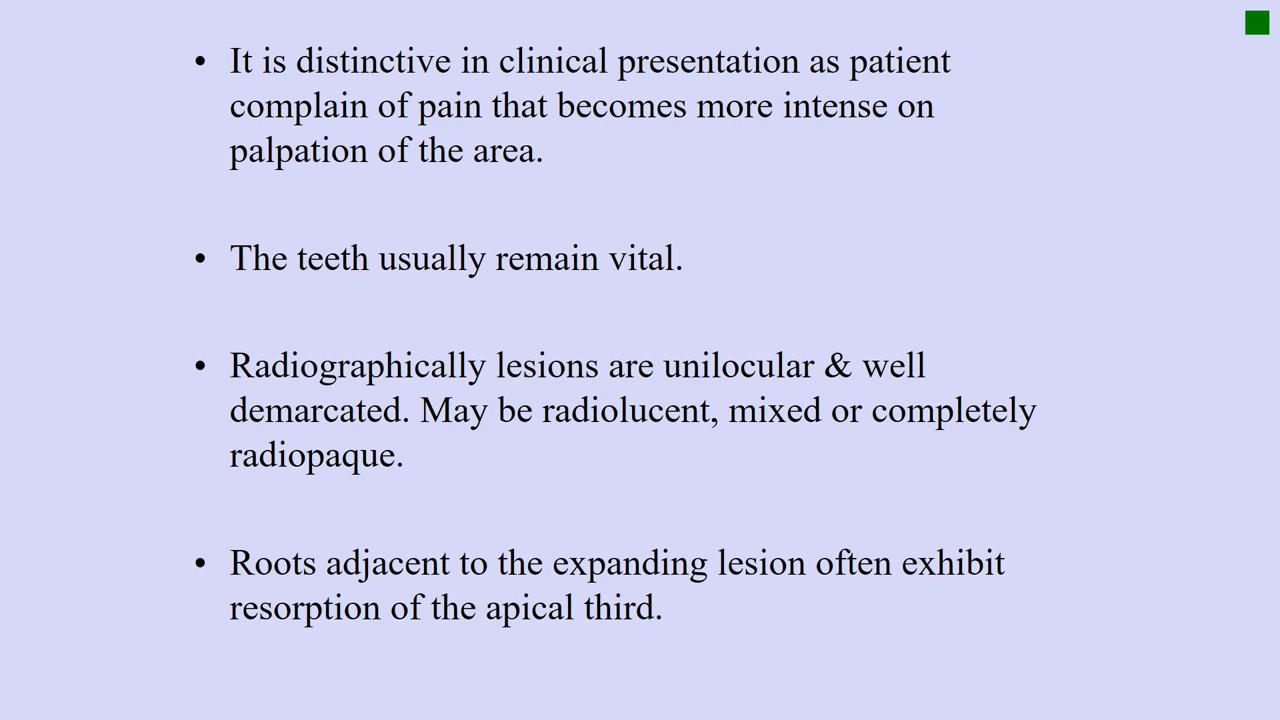 • It is distinctive in clinical presentation as patient
complain of pain that becomes more intense on
palpation of the area.
• The teeth usually remain vital.
• Radiographically lesions are unilocular & well
demarcated. May be radiolucent, mixed or completely
radiopaque.
• Roots adjacent to the expanding lesion often exhibit
resorption of the apical third.